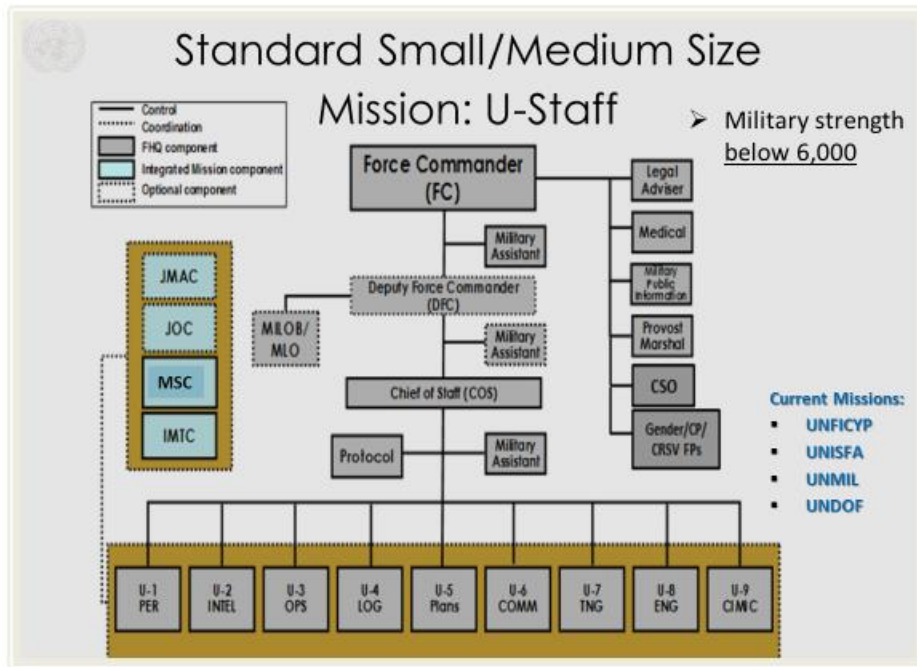 Standard Small/Medium Size
Mission: U-Staff
Control
Coordination
FHQ component
Integrated Mission component
Optional component
➤ Military strength
below 6,000
Force Commander
(FC)
Legal
Adviser
Military
Assistant
Medical
Deputy Force Commander
(DFC)
Military
Public
Information
MILOB/
MLO
Military
Assistant
Provost
Marshal
Chief of Staff (COS)
CSO
Protocol
Military
Assistant
Gender/CP/
CRSV FPs
JMAC
JOC
MSC
IMTC
Current Missions:
▪ UNFICYP
▪ UNISFA
▪ UNMIL
▪ UNDOF
U-1
PER
U-2
INTEL
U-3
OPS
U-4
LOG
U-5
Plans
U-6
COMM
U-7
TNG
U-8
ENG
U-9
CIMIC